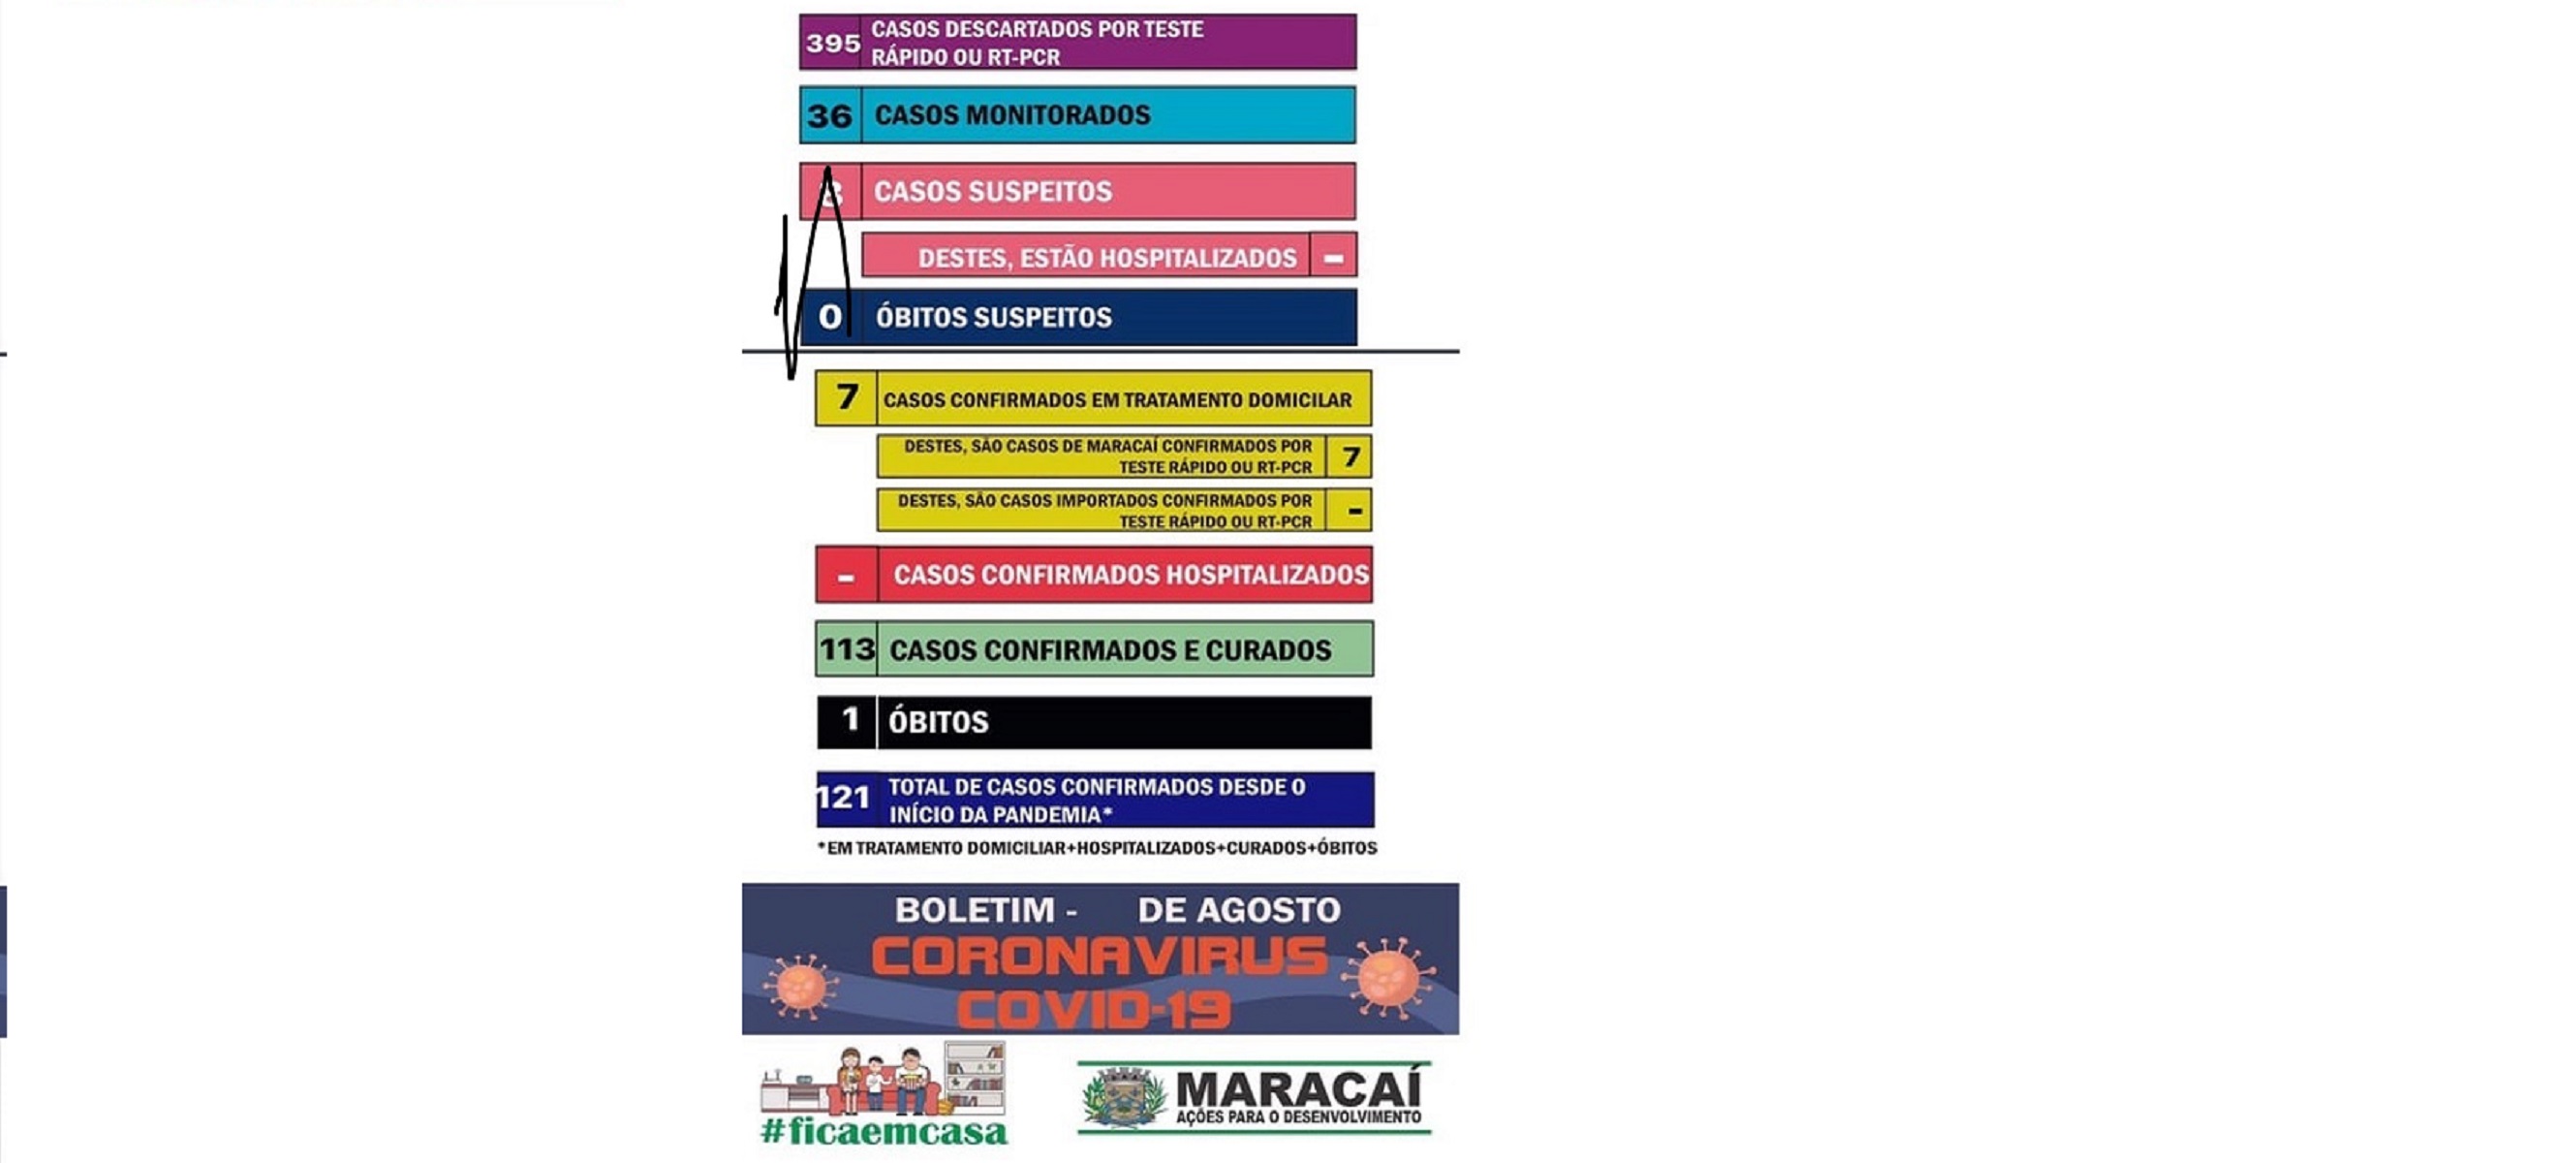 395 CASOS DESCARTADOS POR TESTE
RÁPIDO OU RT-PCR
36 CASOS MONITORADOS
CASOS SUSPEITOS
DESTES, ESTÃO HOSPITALIZADOS -
0 ÓBITOS SUSPEITOS
7 CASOS CONFIRMADOS EM TRATAMENTO DOMICILAR
DESTES, SÃO CASOS DE MARACAÍ CONFIRMADOS POR
TESTE RÁPIDO OU RT-PCR 7
DESTES, SÃO CASOS IMPORTADOS CONFIRMADOS POR
TESTE RÁPIDO OU RT-PCR -
- CASOS CONFIRMADOS HOSPITALIZADOS
113 CASOS CONFIRMADOS E CURADOS
1 ÓBITOS
121 TOTAL DE CASOS CONFIRMADOS DESDE O
INÍCIO DA PANDEMIA*
*EM TRATAMENTO DOMICILIAR+HOSPITALIZADOS+CURADOS+ÓBITOS
BOLETIM - DE AGOSTO
CORONAVIRUS
COVID-19
#ficaemcasa
MARACAÍ
AÇÕES PARA O DESENVOLVIMENTO